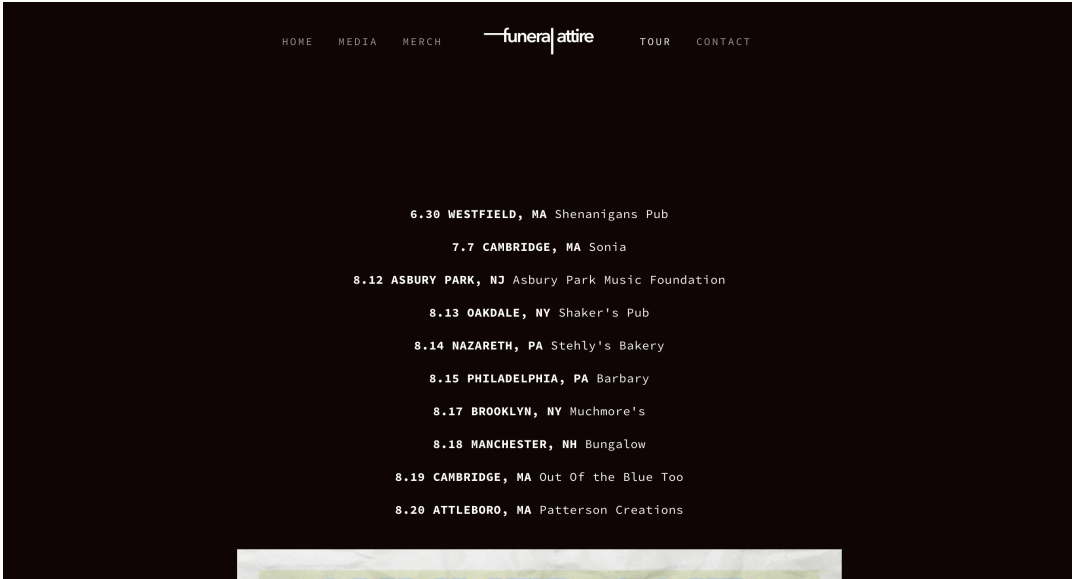 HOME MEDIA MERCH funeral attire TOUR CONTACT
6.30 WESTFIELD, MA Shenanigans Pub
7.7 CAMBRIDGE, MA Sonia
8.12 ASBURY PARK, NJ Asbury Park Music Foundation
8.13 OAKDALE, NY Shaker's Pub
8.14 NAZARETH, PA Stehly's Bakery
8.15 PHILADELPHIA, PA Barbary
8.17 BROOKLYN, NY Muchmore's
8.18 MANCHESTER, NH Bungalow
8.19 CAMBRIDGE, MA Out Of the Blue Too
8.20 ATTLEBORO, MA Patterson Creations